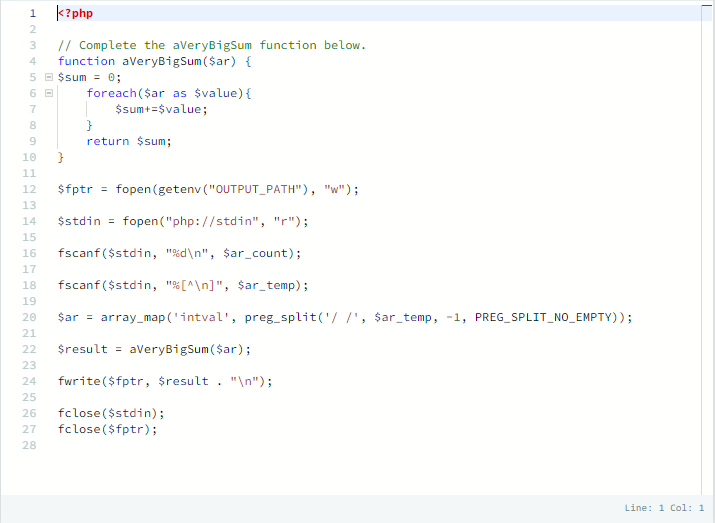 1 <?php
2
3 // Complete the aVeryBigSum function below.
4 function aVeryBigSum($ar) {
5 $sum = 0;
6     foreach($ar as $value){
7         $sum+=$value;
8     }
9     return $sum;
10 }
11
12 $fptr = fopen(getenv("OUTPUT_PATH"), "w");
13
14 $stdin = fopen("php://stdin", "r");
15
16 fscanf($stdin, "%d\n", $ar_count);
17
18 fscanf($stdin, "%[^\n]", $ar_temp);
19
20 $ar = array_map('intval', preg_split('/ /', $ar_temp, -1, PREG_SPLIT_NO_EMPTY));
21
22 $result = aVeryBigSum($ar);
23
24 fwrite($fptr, $result . "\n");
25
26 fclose($stdin);
27 fclose($fptr);
28
Line: 1 Col: 1